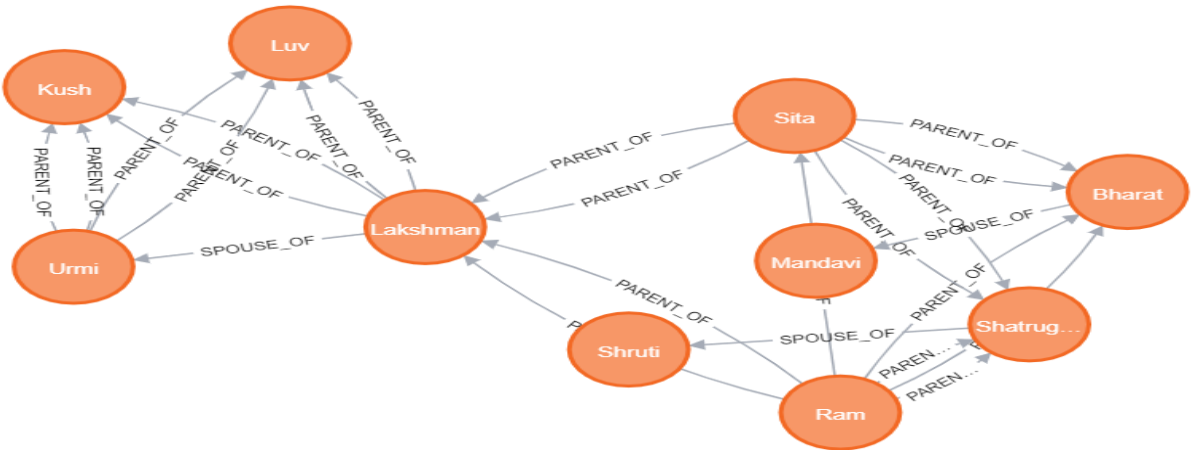 Luv
Kush
Sita
PARENT_OF
PARENT_OF
PARENT_OF
PARENT_OF
PARENT_OF
PARENT_OF
PARENT_OF
PARENT_OF
PARENT_OF
PARENT_OF
PARENT_OF
PARENT_OF
PARENT_OF
PARENT_OF
Bharat
Lakshman
SPOUSE_OF
SPOUSE_OF
Urmi
Mandavi
PARENT_OF
PARENT_OF
Shatrug...
SPOUSE_OF
Shruti
PAREN...
PAREN...
Ram